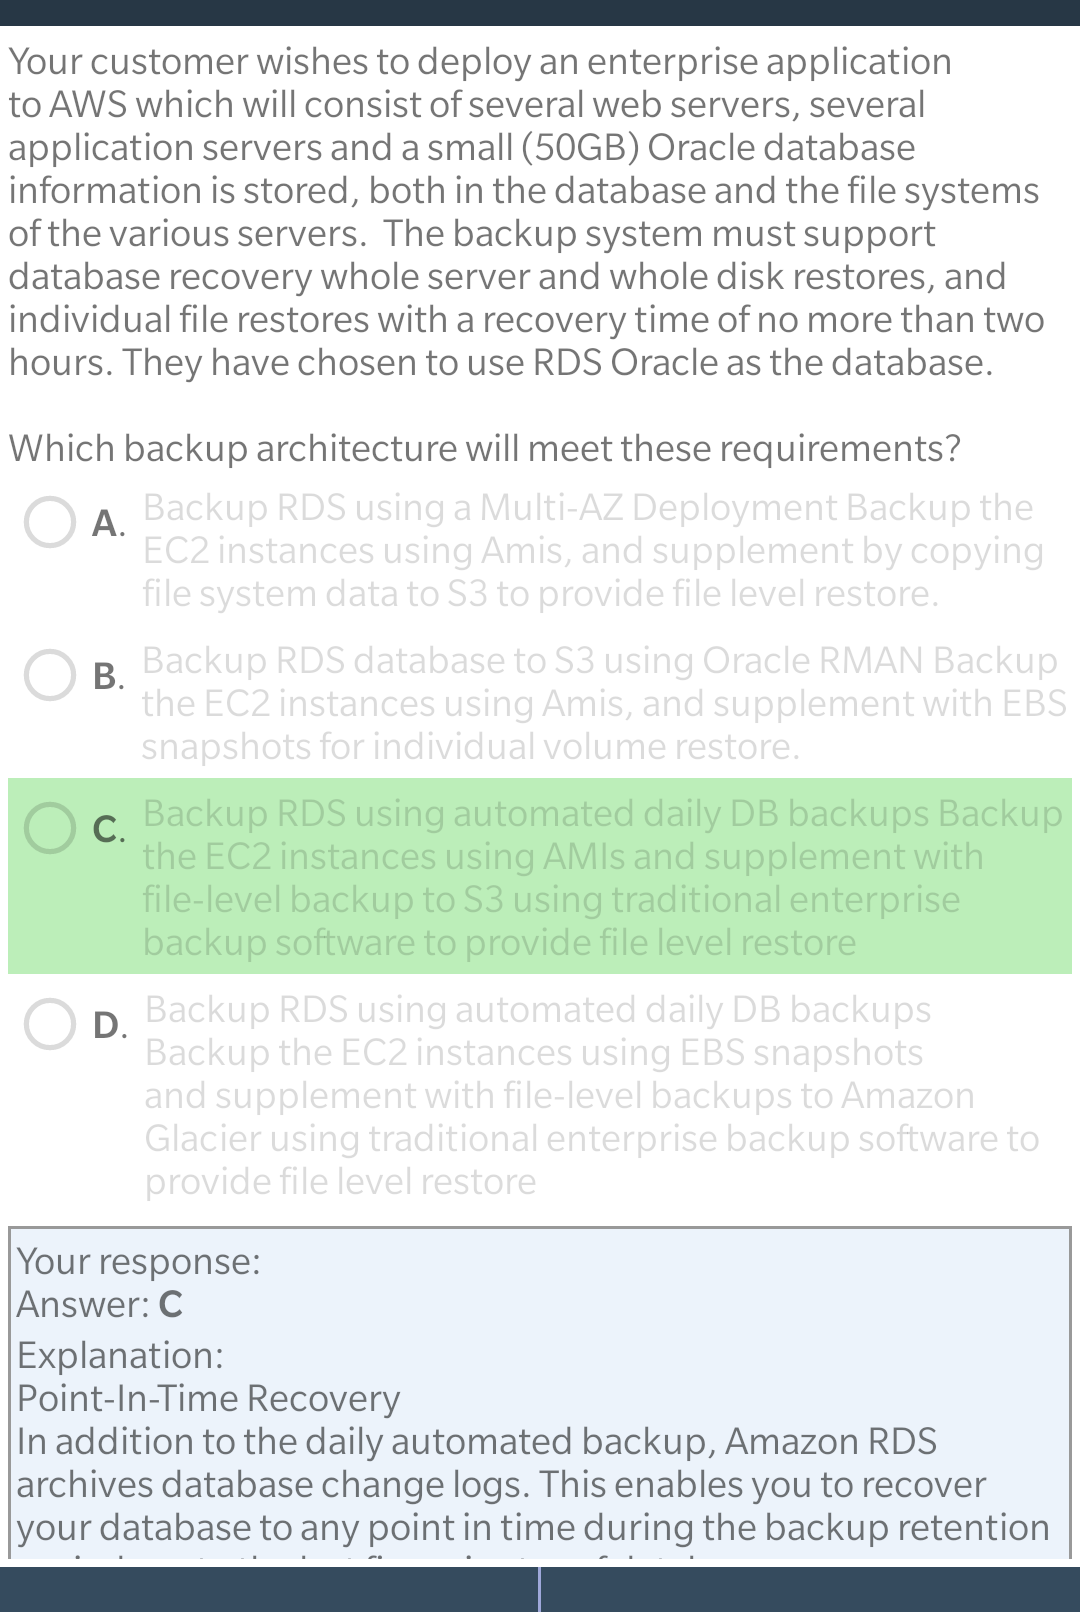 Your customer wishes to deploy an enterprise application
to AWS which will consist of several web servers, several
application servers and a small (50GB) Oracle database
information is stored, both in the database and the file systems
of the various servers.  The backup system must support
database recovery whole server and whole disk restores, and
individual file restores with a recovery time of no more than two
hours. They have chosen to use RDS Oracle as the database.
Which backup architecture will meet these requirements?
A. Backup RDS using a Multi-AZ Deployment Backup the
EC2 instances using Amis, and supplement by copying
file system data to S3 to provide file level restore.
B. Backup RDS database to S3 using Oracle RMAN Backup
the EC2 instances using Amis, and supplement with EBS
snapshots for individual volume restore.
C. Backup RDS using automated daily DB backups Backup
the EC2 instances using AMIs and supplement with
file-level backup to S3 using traditional enterprise
backup software to provide file level restore
D. Backup RDS using automated daily DB backups
Backup the EC2 instances using EBS snapshots
and supplement with file-level backups to Amazon
Glacier using traditional enterprise backup software to
provide file level restore
Your response:
Answer: C
Explanation:
Point-In-Time Recovery
In addition to the daily automated backup, Amazon RDS
archives database change logs. This enables you to recover
your database to any point in time during the backup retention